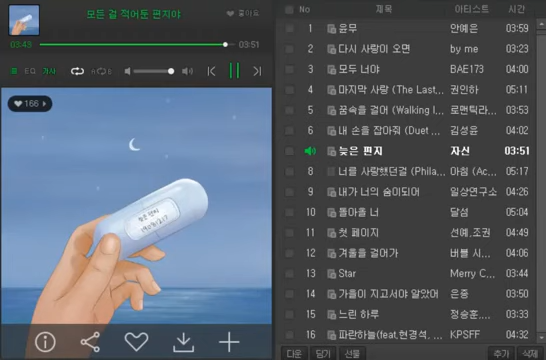 모든 걸 적어둔 편지야
좋아요
03:43
03:51
EQ 가사
166
늦은 편지
No 제목 아티스트 시간
1 윤무 안예은 03:59
2 다시 사랑이 오면 by me 03:23
3 모두 너야 BAE173 04:00
4 마지막 사랑 (The Last,... 권인하 05:11
5 꿈속을 걸어 (Walking I... 로맨틱라... 03:53
6 내 손을 잡아줘 (Duet ... 김성윤 04:02
늦은 편지 자산 03:51
8 너를 사랑했던걸 (Phila... 아침 (Ac... 05:17
9 내가 너의 숨이되어 일상연구소 04:26
10 돌아올 너 달섬 05:04
11 첫 페이지 선예,조권 04:49
12 겨울을 걸어가 버블 시... 04:06
13 Star Merry C... 03:44
14 가을이 지고서야 알았어 은중 03:50
15 느린 하루 정승훈.... 03:33
16 파란하늘(feat,현경석, ... KPSFF 04:32
다운 담기 선물 추가 삭제